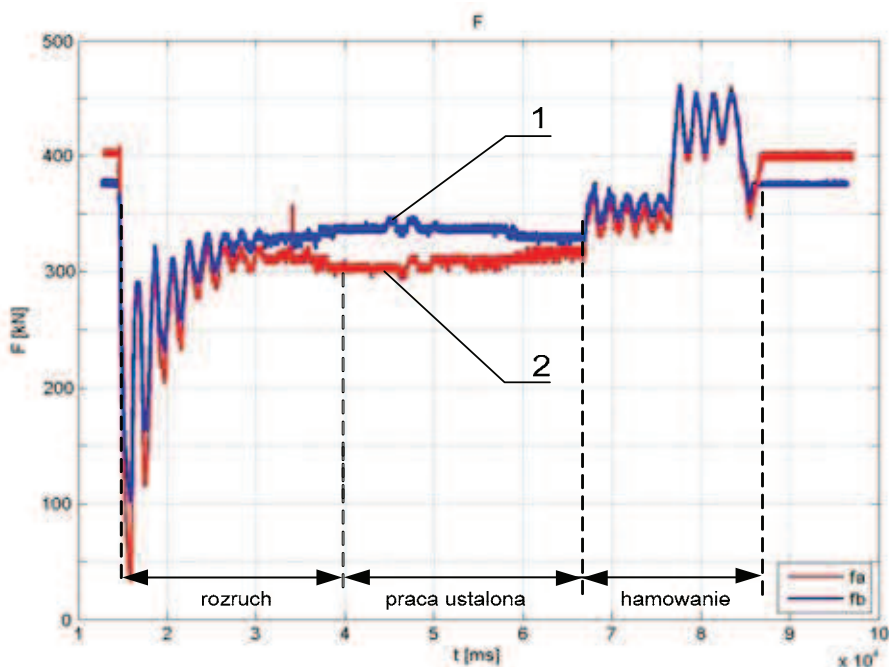 F
500
400
300
200
100
0
F [kN]
1
2
rozruch
praca ustalona
hamowanie
fa
fb
1 2 3 4 5 6 7 8 9 10
t [ms]
x 10⁴